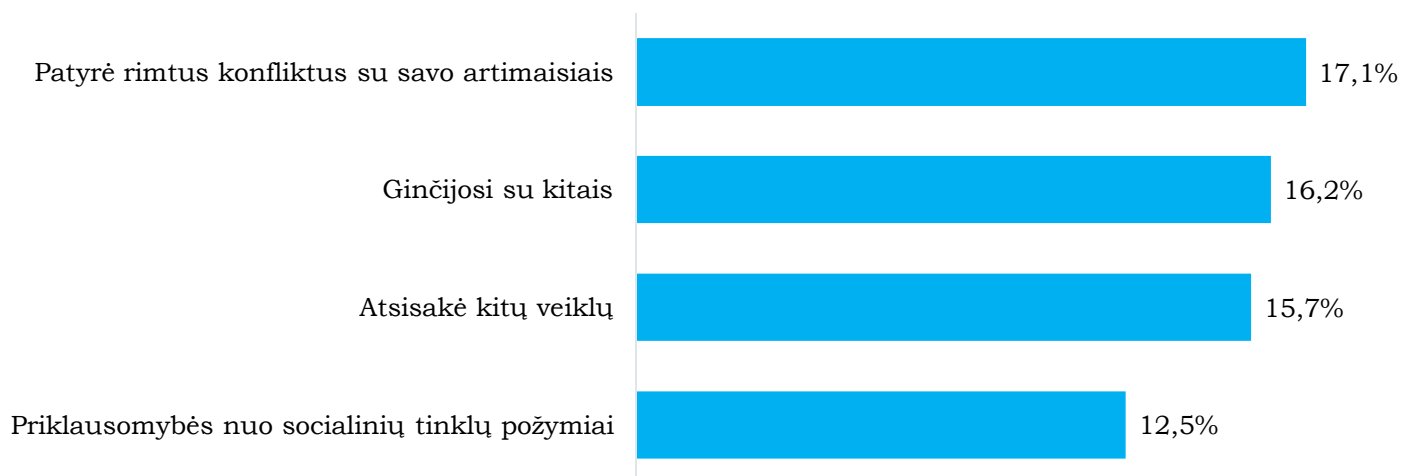 Patyrė rimtus konfliktus su savo artimaisiais 17,1%
Ginčijosi su kitais 16,2%
Atsisakė kitų veiklų 15,7%
Priklausomybės nuo socialinių tinklų požymiai 12,5%